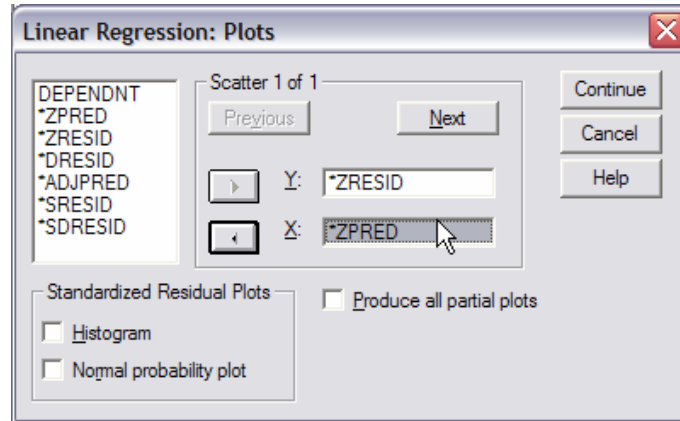 Linear Regression: Plots
DEPENDNT
*ZPRED
*ZRESID
*DRESID
*ADJPRED
*SRESID
*SDRESID
Scatter 1 of 1
Previous
Next
Y: *ZRESID
X: *ZPRED
Continue
Cancel
Help
Standardized Residual Plots
Histogram
Normal probability plot
Produce all partial plots